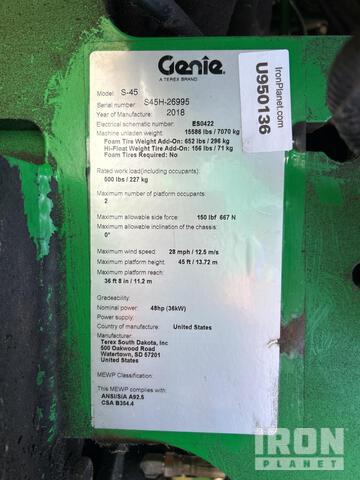 Genie.
A TEREX BRAND
Model: S-45
Serial number: S45H-26995
Year of Manufacture: 2018
Electrical schematic number: ES0422
Machine unladen weight: 15586 lbs / 7070 kg
Foam Tire Weight Add-On: 652 lbs / 296 kg
Hi-Float Weight Tire Add-On: 156 lbs / 71 kg
Foam Tires Required: No
Rated work load(including occupants):
500 lbs / 227 kg
Maximum number of platform occupants:
2
Maximum allowable side force: 150 lbf 667 N
Maximum allowable inclination of the chassis:
0°
Maximum wind speed: 28 mph / 12.5 m/s
Maximum platform height: 45 ft / 13.72 m
Maximum platform reach:
36 ft 8 in / 11.2 m
Gradeability:
Nominal power: 48hp (36kW)
Power supply:
Country of manufacture: United States
Manufacturer:
Terex South Dakota, Inc
500 Oakwood Road
Watertown, SD 57201
United States
MEWP Classification:
This MEWP complies with:
ANSI/SIA A92.5
CSA B354.4
IronPlanet.com
U950136
IRON
PLANET